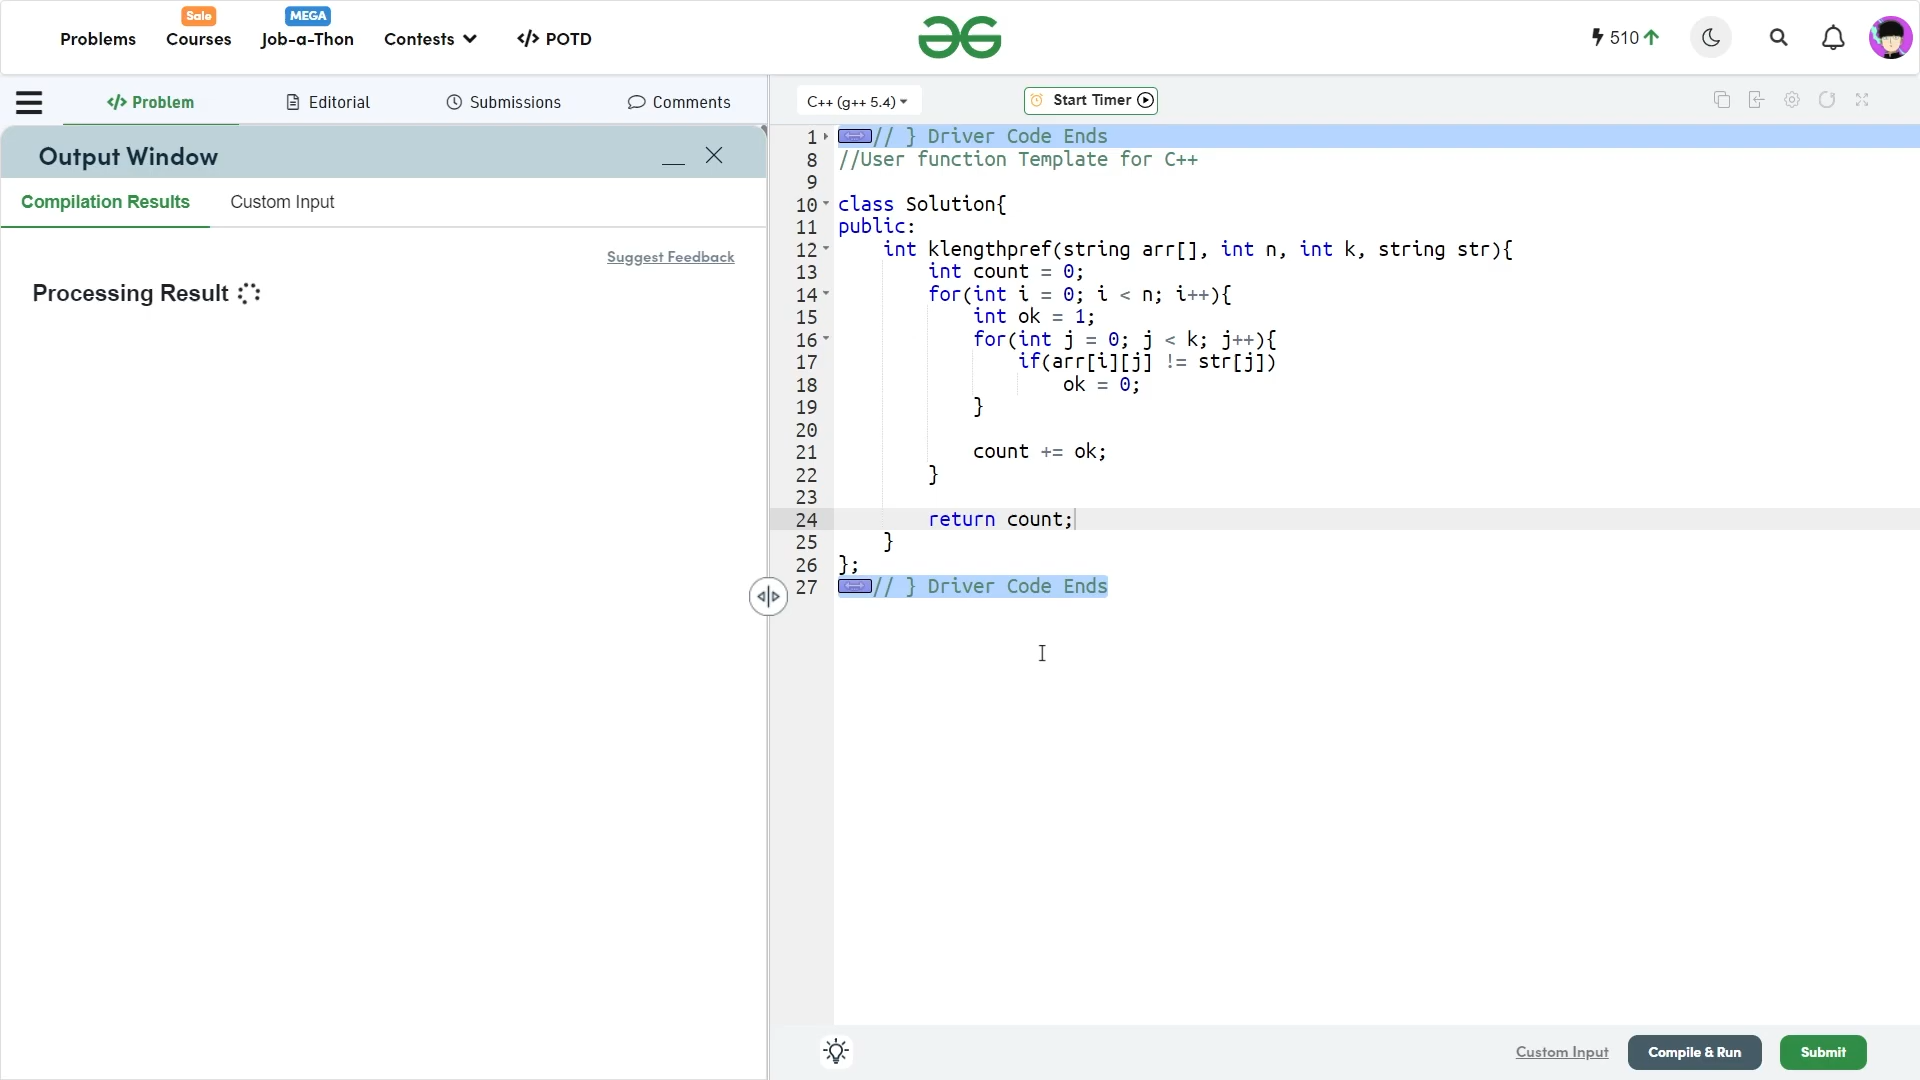 Sale
MEGA
Problems
Courses
Job-a-Thon
Contests
</> POTD
510
</> Problem
Editorial
Submissions
Comments
C++ (g++ 5.4)
Start Timer
Output Window
Compilation Results
Custom Input
Suggest Feedback
Processing Result
1 // } Driver Code Ends
8 //User function Template for C++
9
10 class Solution{
11 public:
12 int klengthpref(string arr[], int n, int k, string str){
13 int count = 0;
14 for(int i = 0; i < n; i++){
15 int ok = 1;
16 for(int j = 0; j < k; j++){
17 if(arr[i][j] != str[j])
18 ok = 0;
19 }
20
21 count += ok;
22 }
23
24 return count;
25 }
26 };
27 // } Driver Code Ends
Custom Input
Compile & Run
Submit